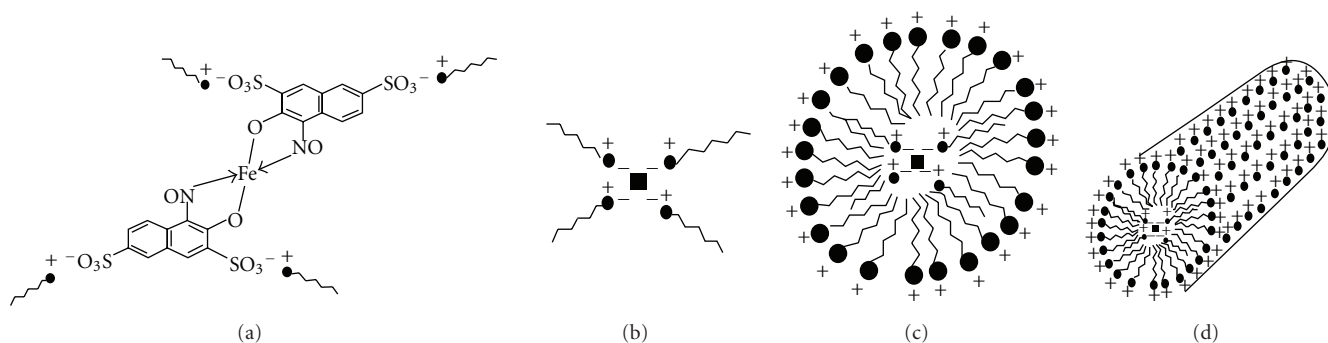 + −O3S SO3− +
O
NO
Fe
ON
O
+ −O3S SO3− +
(a)
(b)
(c)
(d)